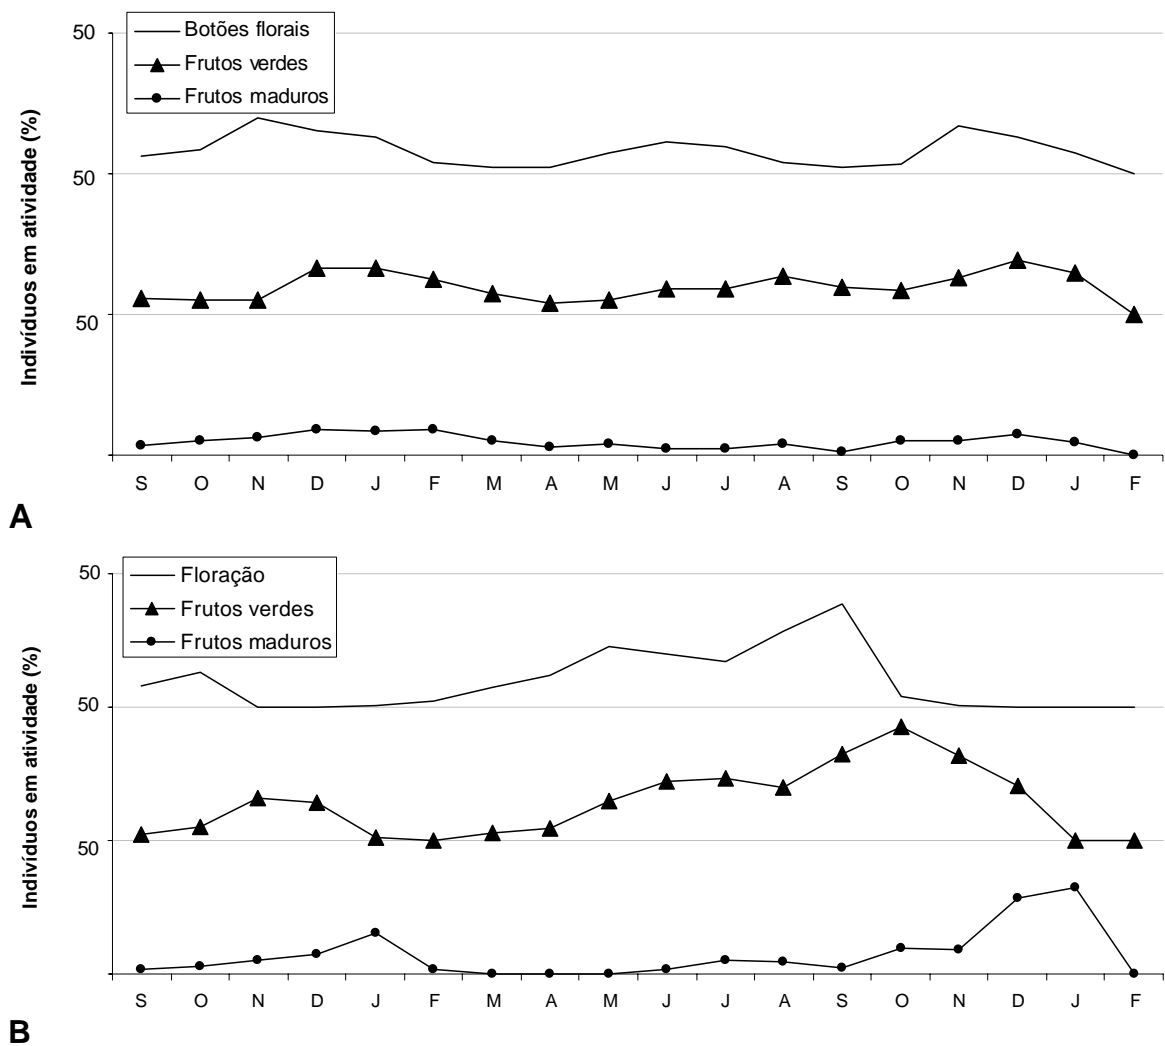 50
Botões florais
Frutos verdes
Frutos maduros
50
50
Indivíduos em atividade (%)
S O N D J F M A M J J A S O N D J F
A
50
Floração
Frutos verdes
Frutos maduros
50
50
Indivíduos em atividade (%)
S O N D J F M A M J J A S O N D J F
B